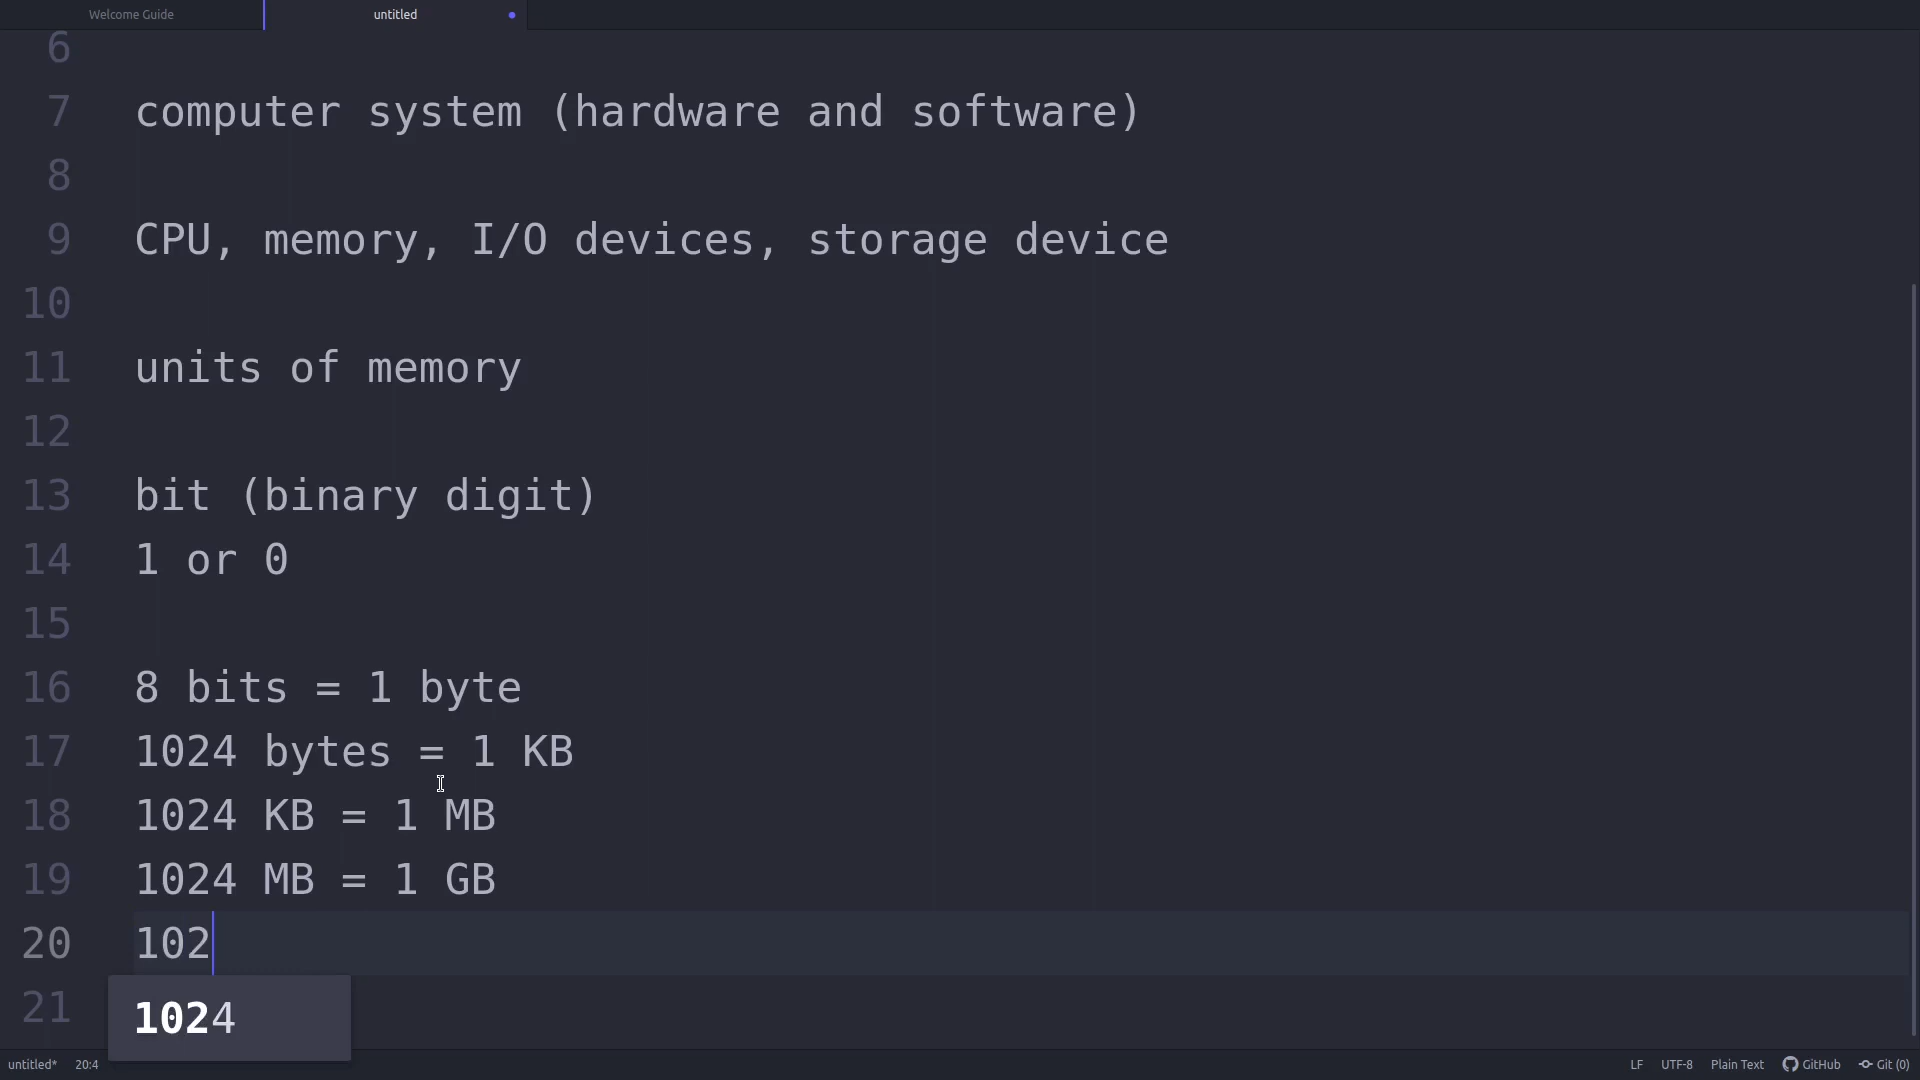 Welcome Guide
untitled
6
7 computer system (hardware and software)
8
9 CPU, memory, I/O devices, storage device
10
11 units of memory
12
13 bit (binary digit)
14 1 or 0
15
16 8 bits = 1 byte
17 1024 bytes = 1 KB
18 1024 KB = 1 MB
19 1024 MB = 1 GB
20 102
21 1024
untitled* 20:4 LF UTF-8 Plain Text GitHub Git (0)